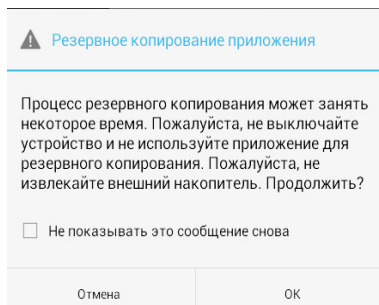 Резервное копирование приложения
Процесс резервного копирования может занять
некоторое время. Пожалуйста, не выключайте
устройство и не используйте приложение для
резервного копирования. Пожалуйста, не
извлекайте внешний накопитель. Продолжить?
Не показывать это сообщение снова
Отмена
OK